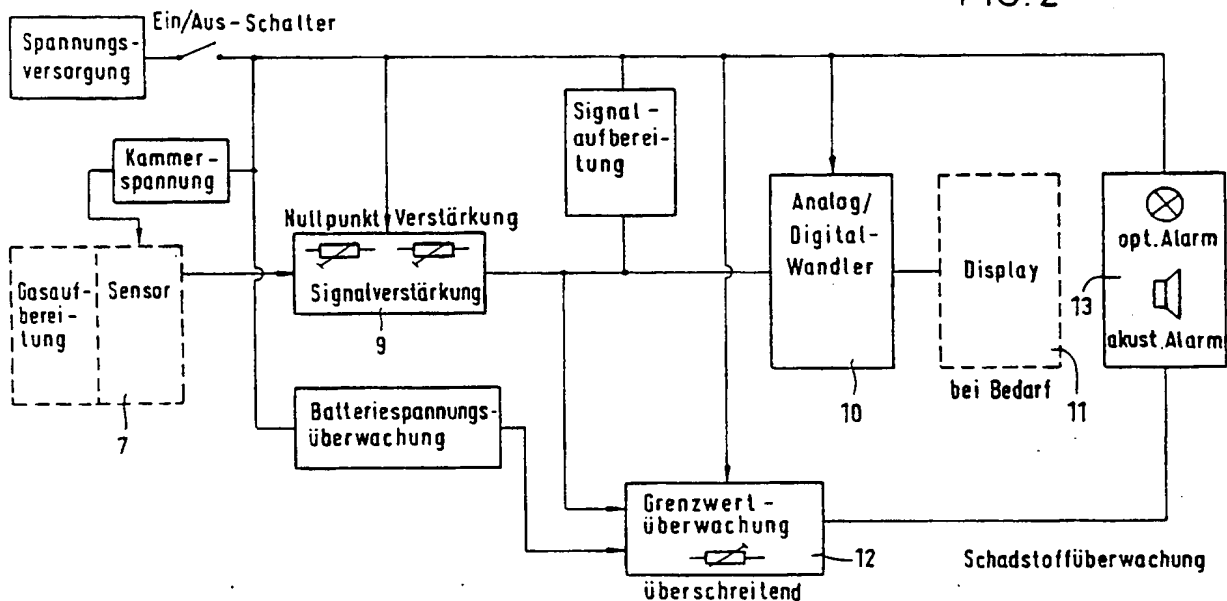 FIG. 2
Ein/Aus-Schalter
Spannungs-
versorgung
Kammer-
spannung
Signal-
aufberei-
tung
Nullpunkt Verstärkung
Signalverstärkung
9
Gasauf-
berei-
tung
Sensor
7
Batteriespannungs-
überwachung
Analog/
Digital-
Wandler
10
Display
bei Bedarf
11
opt. Alarm
13
akust. Alarm
Grenzwert-
überwachung
12
überschreitend
Schadstoffüberwachung